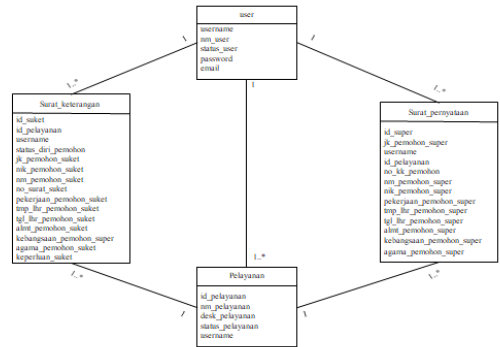 user
username
nm_user
status_user
password
email
1
1
1..*
1..*
1
Surat_keterangan
id_suket
id_pelayanan
username
status_diri_pemohon
jk_pemohon_suket
nik_pemohon_suket
nm_pemohon_suket
no_surat_suket
pekerjaan_pemohon_suket
tmp_lhr_pemohon_suket
tgl_lhr_pemohon_suket
almt_pemohon_suket
kebangsaan_pemohon_super
agama_pemohon_suket
keperluan_suket
Surat_pernyataan
id_super
jk_pemohon_super
username
id_pelayanan
no_kk_pemohon
nm_pemohon_super
nik_pemohon_super
pekerjaan_pemohon_super
tmp_lhr_pemohon_super
tgl_lhr_pemohon_super
almt_pemohon_super
kebangsaan_pemohon_super
agama_pemohon_super
1..*
1..*
1..*
Pelayanan
id_pelayanan
nm_pelayanan
desk_pelayanan
status_pelayanan
username
1
1